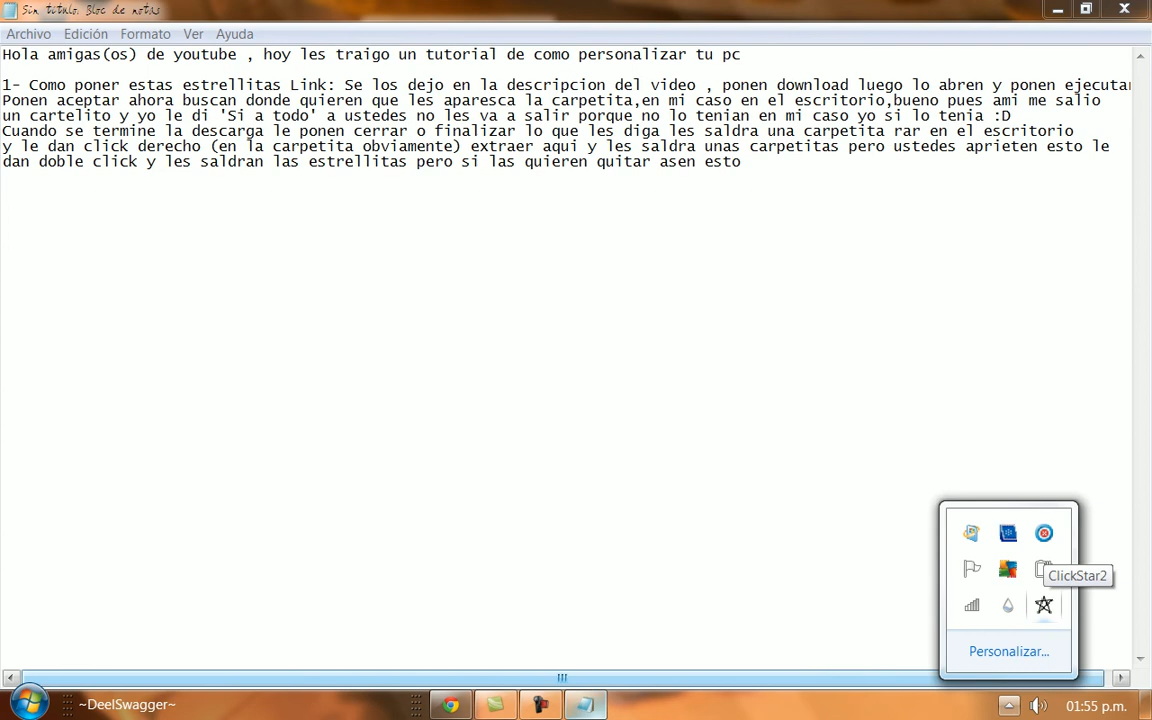 Sin título: Bloc de notas
Archivo Edición Formato Ver Ayuda
Hola amigas(os) de youtube , hoy les traigo un tutorial de como personalizar tu pc
1- Como poner estas estrellitas Link: Se los dejo en la descripcion del video , ponen download luego lo abren y ponen ejecutar
Ponen aceptar ahora buscan donde quieren que les aparesca la carpetita,en mi caso en el escritorio,bueno pues ami me salio
un cartelito y yo le di 'Si a todo' a ustedes no les va a salir porque no lo tenian en mi caso yo si lo tenia :D
Cuando se termine la descarga le ponen cerrar o finalizar lo que les diga les saldra una carpetita rar en el escritorio
y le dan click derecho (en la carpetita obviamente) extraer aqui y les saldra unas carpetitas pero ustedes aprieten esto le
dan doble click y les saldran las estrellitas pero si las quieren quitar asen esto
ClickStar2
Personalizar...
~DeelSwagger~
01:55 p.m.